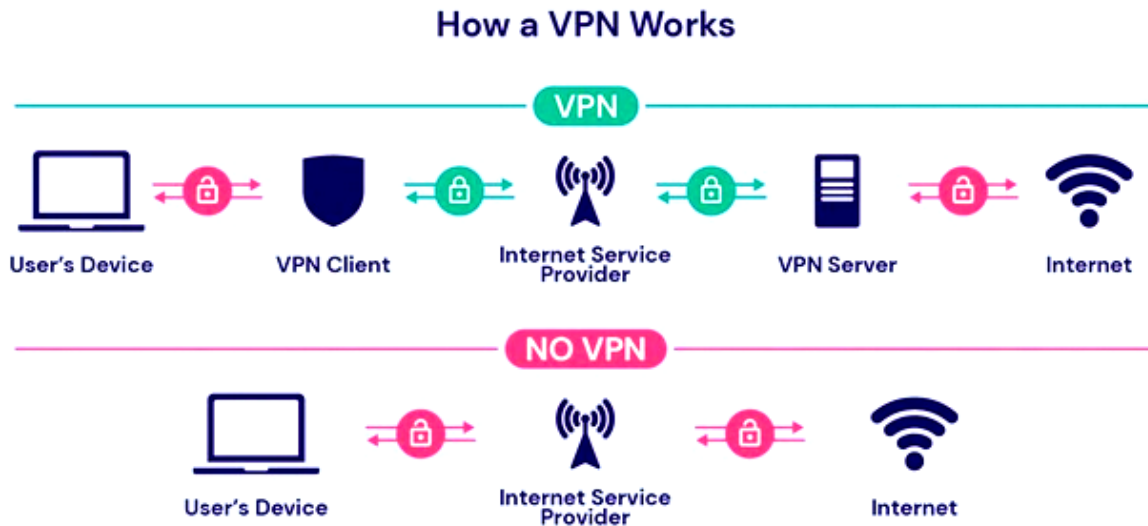 How a VPN Works
VPN
User's Device
VPN Client
Internet Service
Provider
VPN Server
Internet
NO VPN
User's Device
Internet Service
Provider
Internet